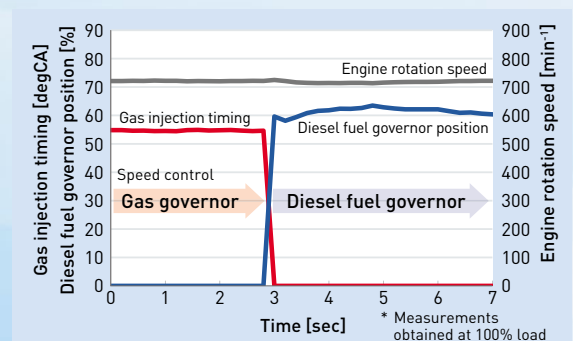 Gas injection timing [degCA]
Diesel fuel governor position [%]
90
80
70
60
50
40
30
20
10
0
Engine rotation speed
Gas injection timing
Diesel fuel governor position
Speed control
Gas governor
Diesel fuel governor
900
800
700
600
500
400
300
200
100
0
Engine rotation speed [min⁻¹]
0 1 2 3 4 5 6 7
Time [sec]
* Measurements
obtained at 100% load